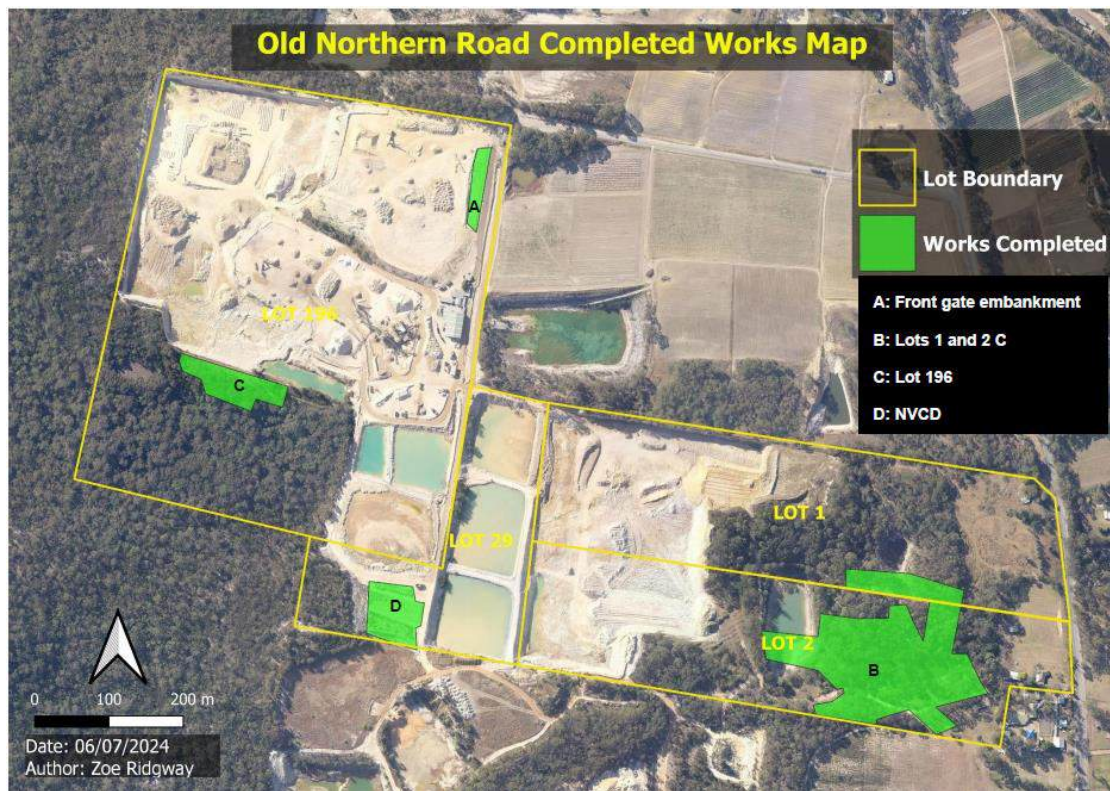 Old Northern Road Completed Works Map
Lot Boundary
Works Completed
A: Front gate embankment
B: Lots 1 and 2 C
C: Lot 196
D: NVCD
A
LOT 196
C
LOT 1
LOT 29
D
LOT 2
B
0 100 200 m
Date: 06/07/2024
Author: Zoe Ridgway